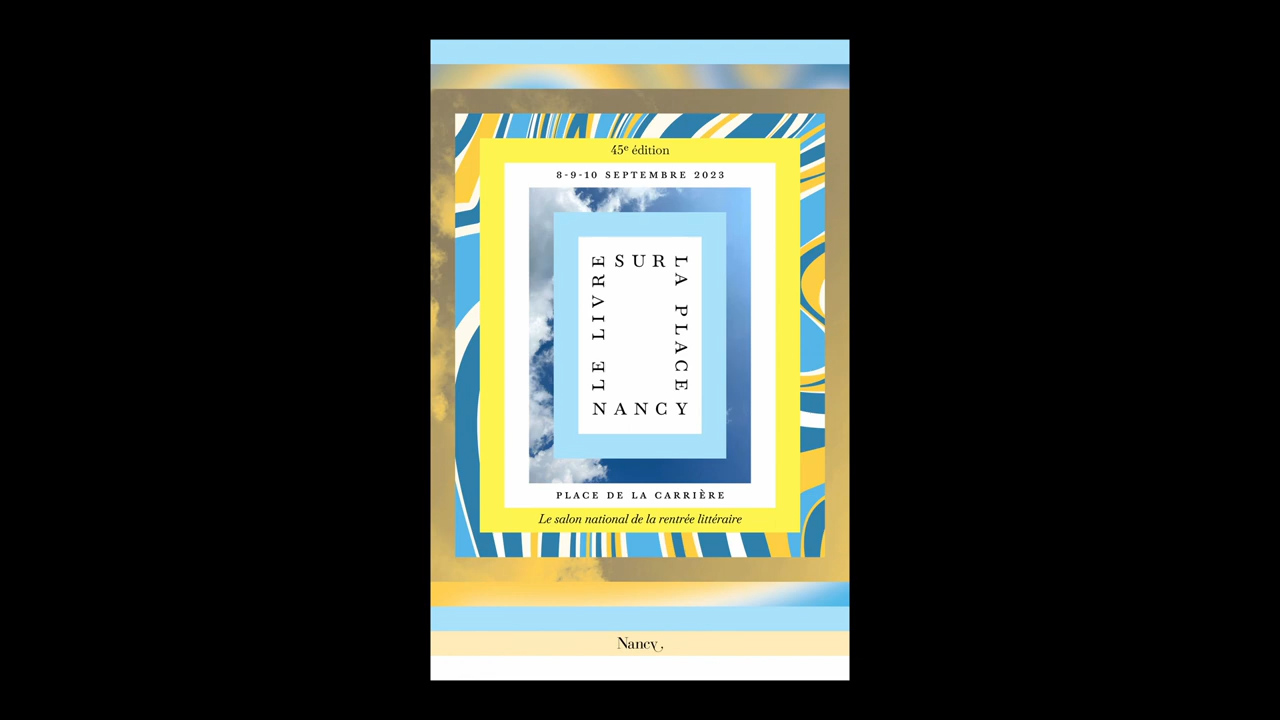 45e édition
8-9-10 SEPTEMBRE 2023
LE LIVRE
SUR
LA PLACE
NANCY
PLACE DE LA CARRIÈRE
Le salon national de la rentrée littéraire
Nancy,